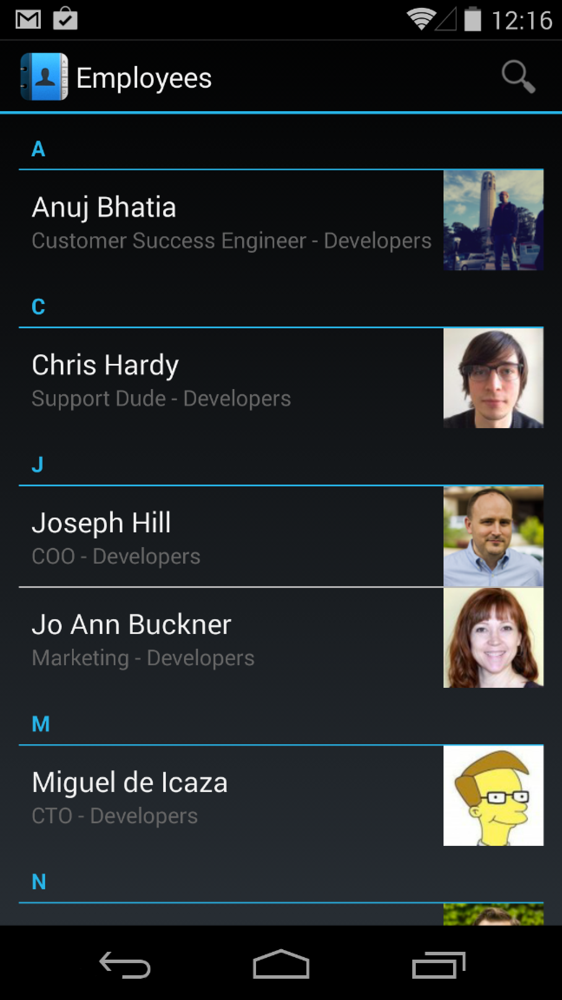 12:16
Employees
A
Anuj Bhatia
Customer Success Engineer - Developers
C
Chris Hardy
Support Dude - Developers
J
Joseph Hill
COO - Developers
Jo Ann Buckner
Marketing - Developers
M
Miguel de Icaza
CTO - Developers
N